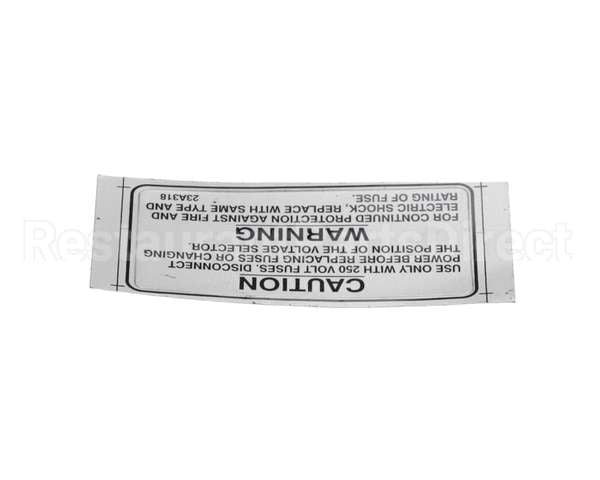 CAUTION
USE ONLY WITH 250 VOLT FUSES. DISCONNECT
POWER BEFORE REPLACING FUSES OR CHANGING
THE POSITION OF THE VOLTAGE SELECTOR.
WARNING
FOR CONTINUED PROTECTION AGAINST FIRE AND
ELECTRIC SHOCK, REPLACE WITH SAME TYPE AND
RATING OF FUSE. 23A318
RestaurantPartsDirect